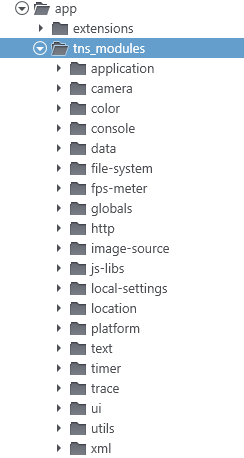 app
extensions
tns_modules
application
camera
color
console
data
file-system
fps-meter
globals
http
image-source
js-libs
local-settings
location
platform
text
timer
trace
ui
utils
xml